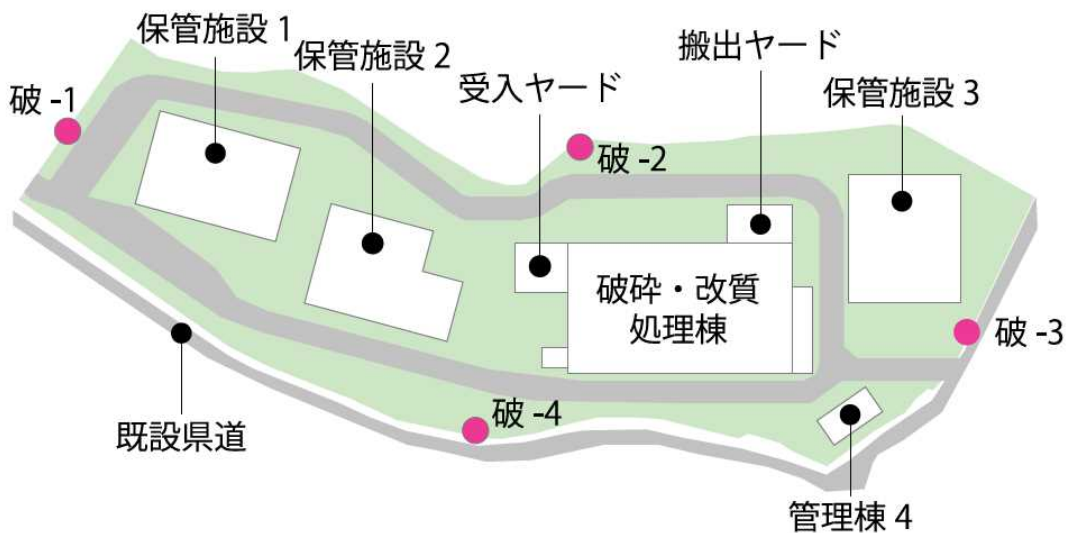 保管施設 1
保管施設 2
受入ヤード
搬出ヤード
保管施設 3
破 -1
破 -2
破砕・改質
処理棟
破 -3
破 -4
既設県道
管理棟 4